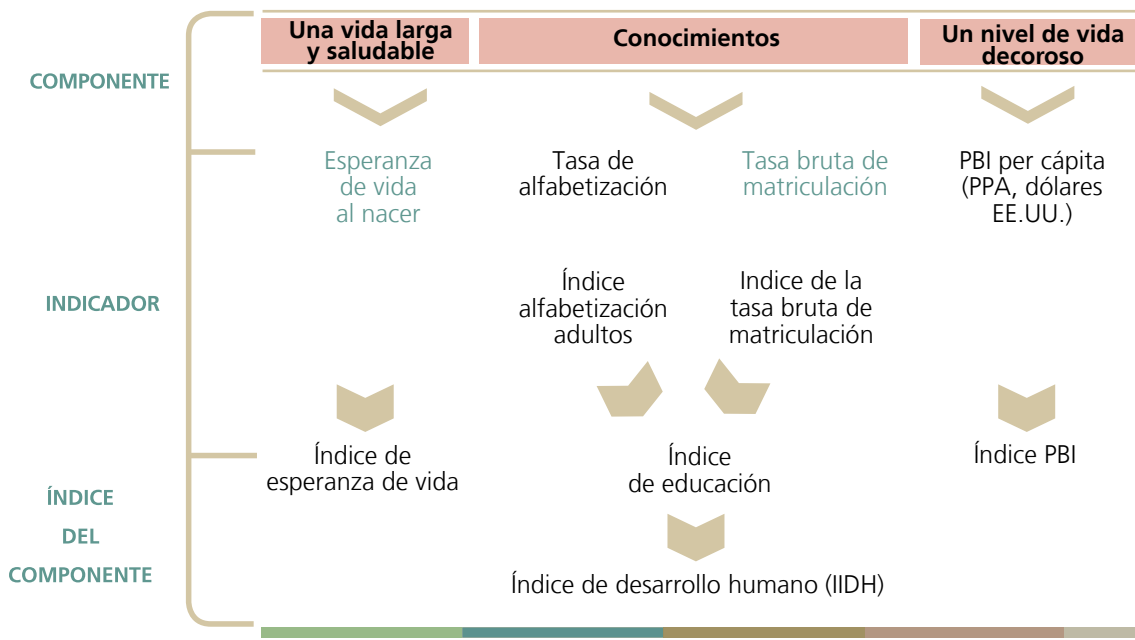 Una vida larga
y saludable
Conocimientos
Un nivel de vida
decoroso
COMPONENTE
Esperanza
de vida
al nacer
Tasa de
alfabetización
Tasa bruta de
matriculación
PBI per cápita
(PPA, dólares
EE.UU.)
INDICADOR
Índice
alfabetización
adultos
Indice de la
tasa bruta de
matriculación
Índice de
esperanza de vida
Índice
de educación
Índice PBI
ÍNDICE
DEL
COMPONENTE
Índice de desarrollo humano (IIDH)